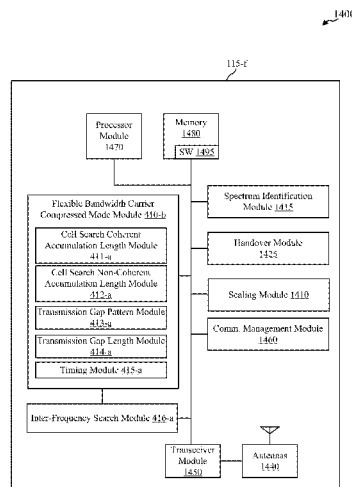 1400
115-f
Processor
Module
1470
Memory
1480
SW 1495
Flexible Bandwidth Carrier
Compressed Mode Module 410-b
Cell Search Coherent
Accumulation Length Module
411-a
Cell Search Non-Coherent
Accumulation Length Module
412-a
Transmission Gap Pattern Module
413-a
Transmission Gap Length Module
414-a
Timing Module 415-a
Inter-Frequency Search Module 416-a
Spectrum Identification
Module 1415
Handover Module
1425
Scaling Module 1410
Comm. Management Module
1460
Transceiver
Module
1450
Antennas
1440